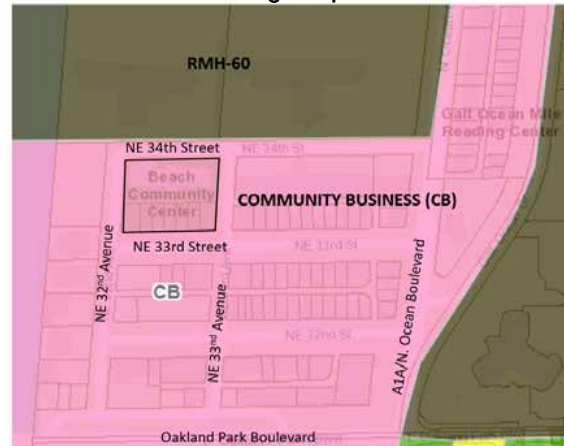 RMH-60
N Ocean
Galt Ocean Mile
Reading Center
NE 34th Street
NE 34th St
Beach
Community
Center
COMMUNITY BUSINESS (CB)
NE 33rd Street
NE 33rd St
NE 32nd Avenue
CB
NE 33nd Avenue
A1A/N. Ocean Boulevard
NE 32nd St
Oakland Park Boulevard